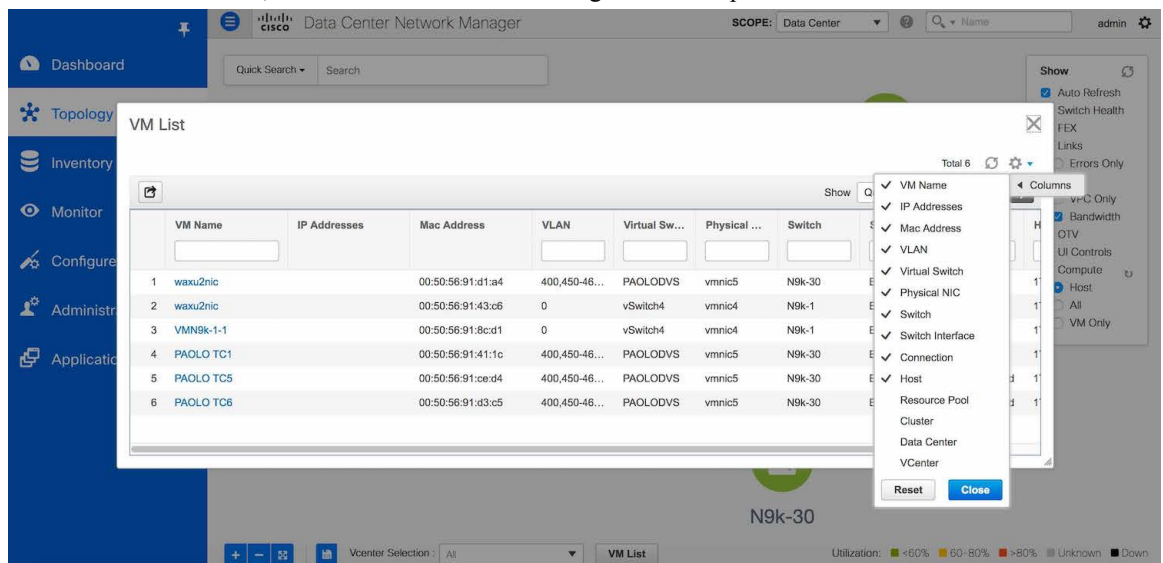 cisco Data Center Network Manager
SCOPE: Data Center
Name
admin
Dashboard
Topology
Inventory
Monitor
Configure
Administr
Applicatio
Quick Search
Search
Show
Auto Refresh
Switch Health
FEX
Links
Errors Only
VPC Only
Bandwidth
OTV
UI Controls
Compute
Host
All
VM Only
VM List
Total 6
Show
Columns
VM Name IP Addresses Mac Address VLAN Virtual Sw... Physical ... Switch
1 waxu2nic 00:50:56:91:d1:a4 400,450-46... PAOLODVS vmnic5 N9k-30
2 waxu2nic 00:50:56:91:43:c6 0 vSwitch4 vmnic4 N9k-1
3 VMN9k-1-1 00:50:56:91:8c:d1 0 vSwitch4 vmnic4 N9k-1
4 PAOLO TC1 00:50:56:91:41:1c 400,450-46... PAOLODVS vmnic5 N9k-30
5 PAOLO TC5 00:50:56:91:ce:d4 400,450-46... PAOLODVS vmnic5 N9k-30
6 PAOLO TC6 00:50:56:91:d3:c5 400,450-46... PAOLODVS vmnic5 N9k-30
VM Name
IP Addresses
Mac Address
VLAN
Virtual Switch
Physical NIC
Switch
Switch Interface
Connection
Host
Resource Pool
Cluster
Data Center
VCenter
Reset Close
N9k-30
Vcenter Selection : All
VM List
Utilization: <60% 60-80% >80% Unknown Down